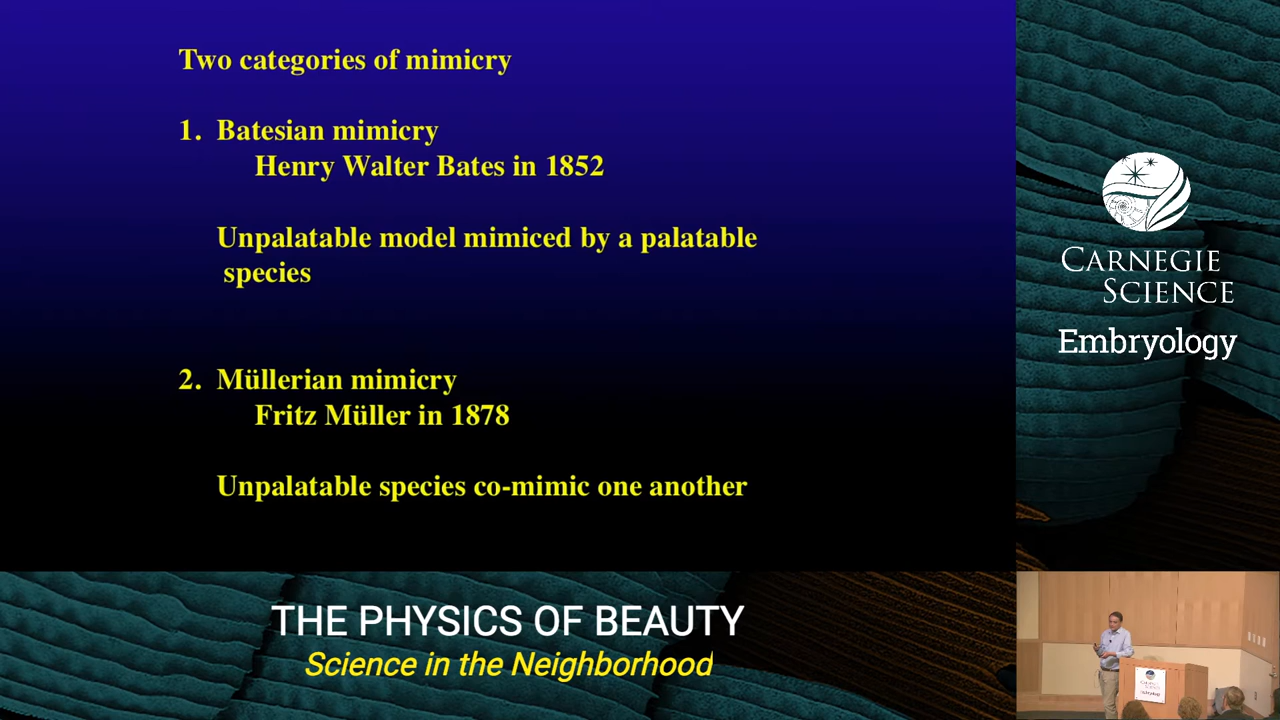 Two categories of mimicry
1. Batesian mimicry
Henry Walter Bates in 1852
Unpalatable model mimiced by a palatable
species
2. Müllerian mimicry
Fritz Müller in 1878
Unpalatable species co-mimic one another
CARNEGIE
SCIENCE
Embryology
THE PHYSICS OF BEAUTY
Science in the Neighborhood